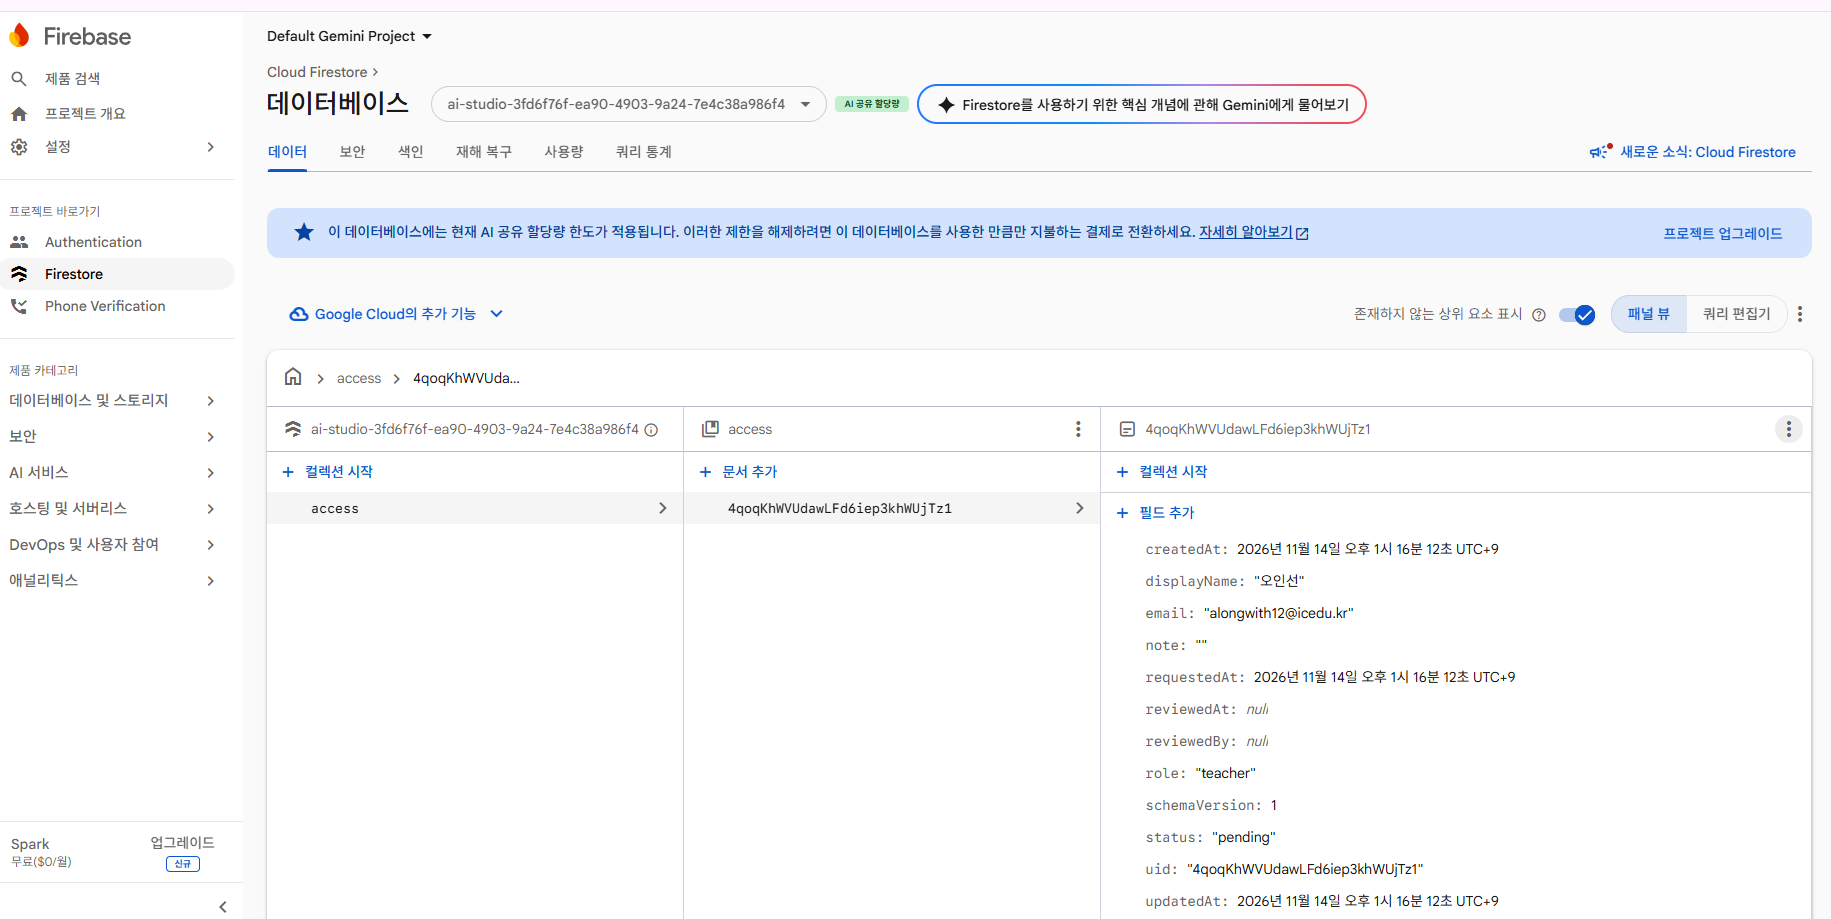 Firebase
제품 검색
프로젝트 개요
설정
프로젝트 바로가기
Authentication
Firestore
Phone Verification
제품 카테고리
데이터베이스 및 스토리지
보안
AI 서비스
호스팅 및 서버리스
DevOps 및 사용자 참여
애널리틱스
Spark
무료($0/월)
업그레이드
신규
Default Gemini Project
Cloud Firestore
데이터베이스
ai-studio-3fd6f76f-ea90-4903-9a24-7e4c38a986f4
AI 공유 할당량
Firestore를 사용하기 위한 핵심 개념에 관해 Gemini에게 물어보기
데이터 보안 색인 재해 복구 사용량 쿼리 통계
새로운 소식: Cloud Firestore
이 데이터베이스에는 현재 AI 공유 할당량 한도가 적용됩니다. 이러한 제한을 해제하려면 이 데이터베이스를 사용한 만큼만 지불하는 결제로 전환하세요. 자세히 알아보기
프로젝트 업그레이드
Google Cloud의 추가 기능
존재하지 않는 상위 요소 표시
패널 뷰
쿼리 편집기
access
4qoqKhWVUda...
ai-studio-3fd6f76f-ea90-4903-9a24-7e4c38a986f4
+ 컬렉션 시작
access
access
+ 문서 추가
4qoqKhWVUdawLFd6iep3khWUjTz1
4qoqKhWVUdawLFd6iep3khWUjTz1
+ 컬렉션 시작
+ 필드 추가
createdAt: 2026년 11월 14일 오후 1시 16분 12초 UTC+9
displayName: "오인선"
email: "alongwith12@icedu.kr"
note: ""
requestedAt: 2026년 11월 14일 오후 1시 16분 12초 UTC+9
reviewedAt: null
reviewedBy: null
role: "teacher"
schemaVersion: 1
status: "pending"
uid: "4qoqKhWVUdawLFd6iep3khWUjTz1"
updatedAt: 2026년 11월 14일 오후 1시 16분 12초 UTC+9